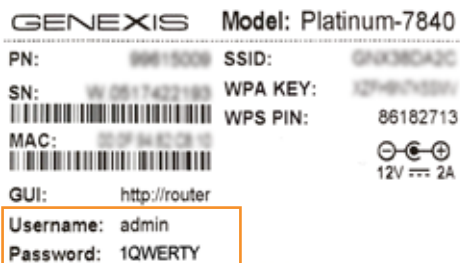 GENEXIS Model: Platinum-7840
PN: SSID:
SN: WPA KEY:
WPS PIN: 86182713
MAC:
12V 2A
GUI: http://router
Username: admin
Password: 1QWERTY